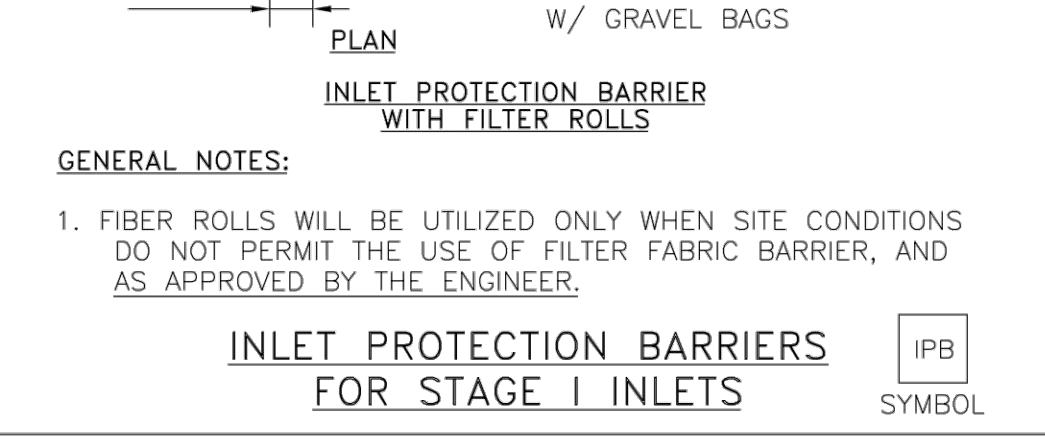 W/ GRAVEL BAGS
PLAN
INLET PROTECTION BARRIER
WITH FILTER ROLLS
GENERAL NOTES:
1. FIBER ROLLS WILL BE UTILIZED ONLY WHEN SITE CONDITIONS
DO NOT PERMIT THE USE OF FILTER FABRIC BARRIER, AND
AS APPROVED BY THE ENGINEER.
INLET PROTECTION BARRIERS
FOR STAGE I INLETS
IPB
SYMBOL